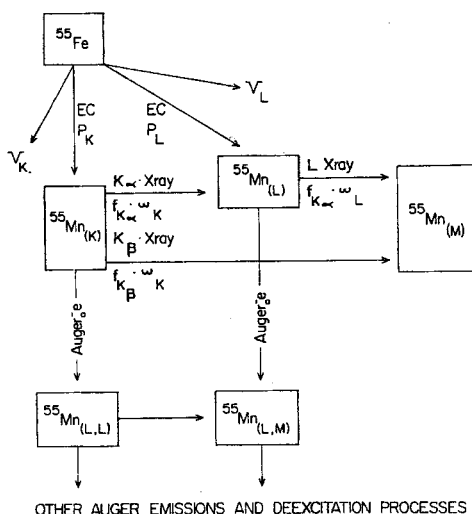 55Fe
νL
EC
PK
EC
PL
νK.
Kα·Xray
fKα·ωK
Kβ·Xray
fKβ·ωK
55Mn(K)
55Mn(L)
L Xray
fKα·ωL
55Mn(M)
Auger e-
Auger e-
55Mn(L,L)
55Mn(L,M)
OTHER AUGER EMISSIONS AND DEEXCITATION PROCESSES